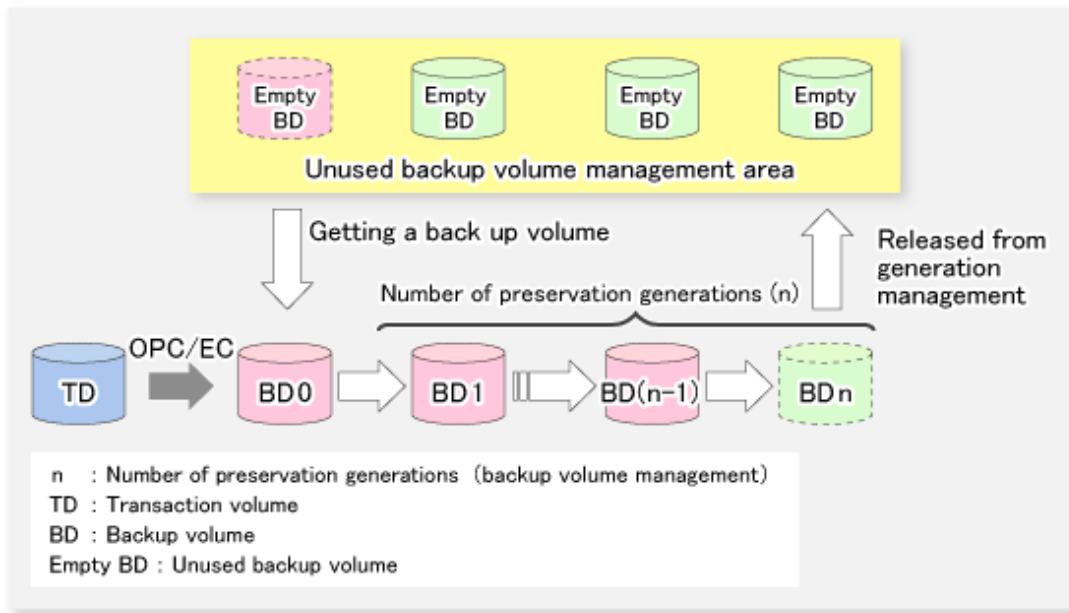 Empty
BD
Empty
BD
Empty
BD
Empty
BD
Unused backup volume management area
Getting a back up volume
Released from
generation
management
Number of preservation generations (n)
OPC/EC
TD
BD0
BD1
BD(n-1)
BDn
n : Number of preservation generations (backup volume management)
TD : Transaction volume
BD : Backup volume
Empty BD : Unused backup volume